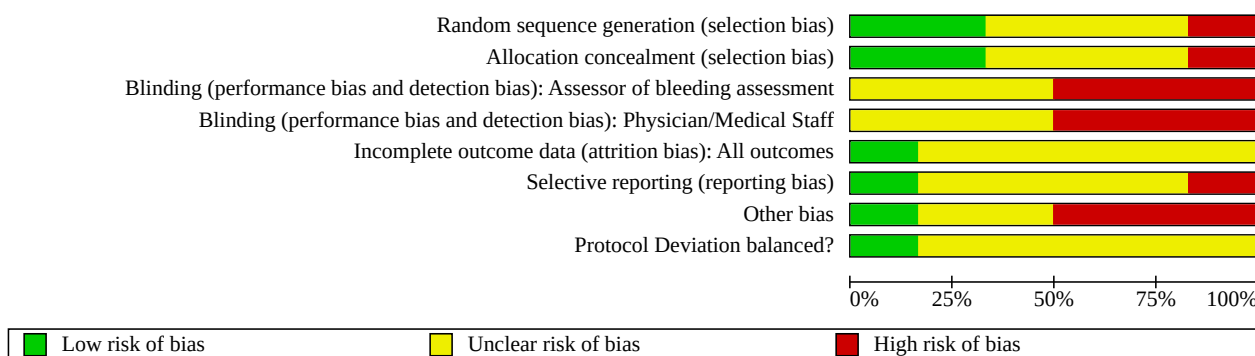 Random sequence generation (selection bias)
Allocation concealment (selection bias)
Blinding (performance bias and detection bias): Assessor of bleeding assessment
Blinding (performance bias and detection bias): Physician/Medical Staff
Incomplete outcome data (attrition bias): All outcomes
Selective reporting (reporting bias)
Other bias
Protocol Deviation balanced?
0% 25% 50% 75% 100%
Low risk of bias Unclear risk of bias High risk of bias